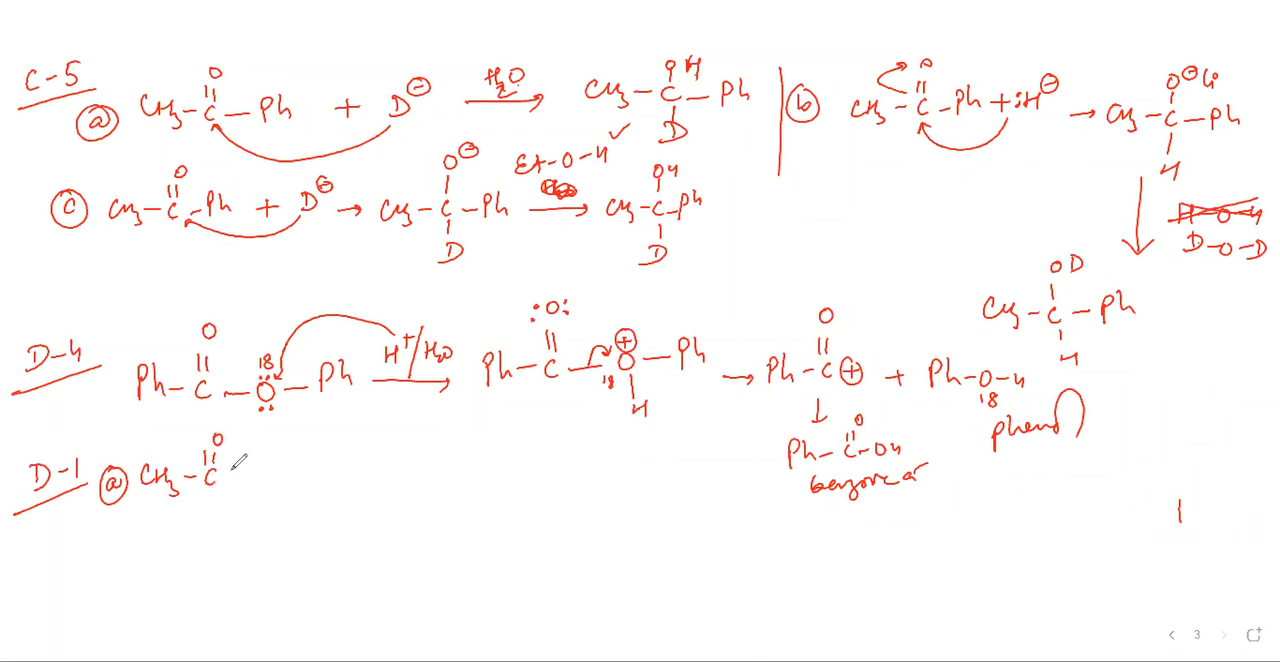 C-5
(a) CH₃-C(=O)-Ph + D⊖ →[H₂O] CH₃-C(OH)(D)-Ph ✓
(b) CH₃-C(=O)-Ph + :H⊖ → CH₃-C(O⊖Li)(H)-Ph
H-O-H
D-O-D
CH₃-C(OD)(H)-Ph
(c) CH₃-C(=O)-Ph + D⊖ → CH₃-C(O⊖)(D)-Ph →[Et-O-H] CH₃-C(OH)(D)-Ph
D-4
Ph-C(=O)-¹⁸O-Ph →[H⁺/H₂O] Ph-C(=O)-¹⁸O⊕(H)-Ph → Ph-C(=O)⊕ + Ph-O-H
18
phenol
↓
Ph-C(=O)-OH
D-1 (a) CH₃-C(=O)
3